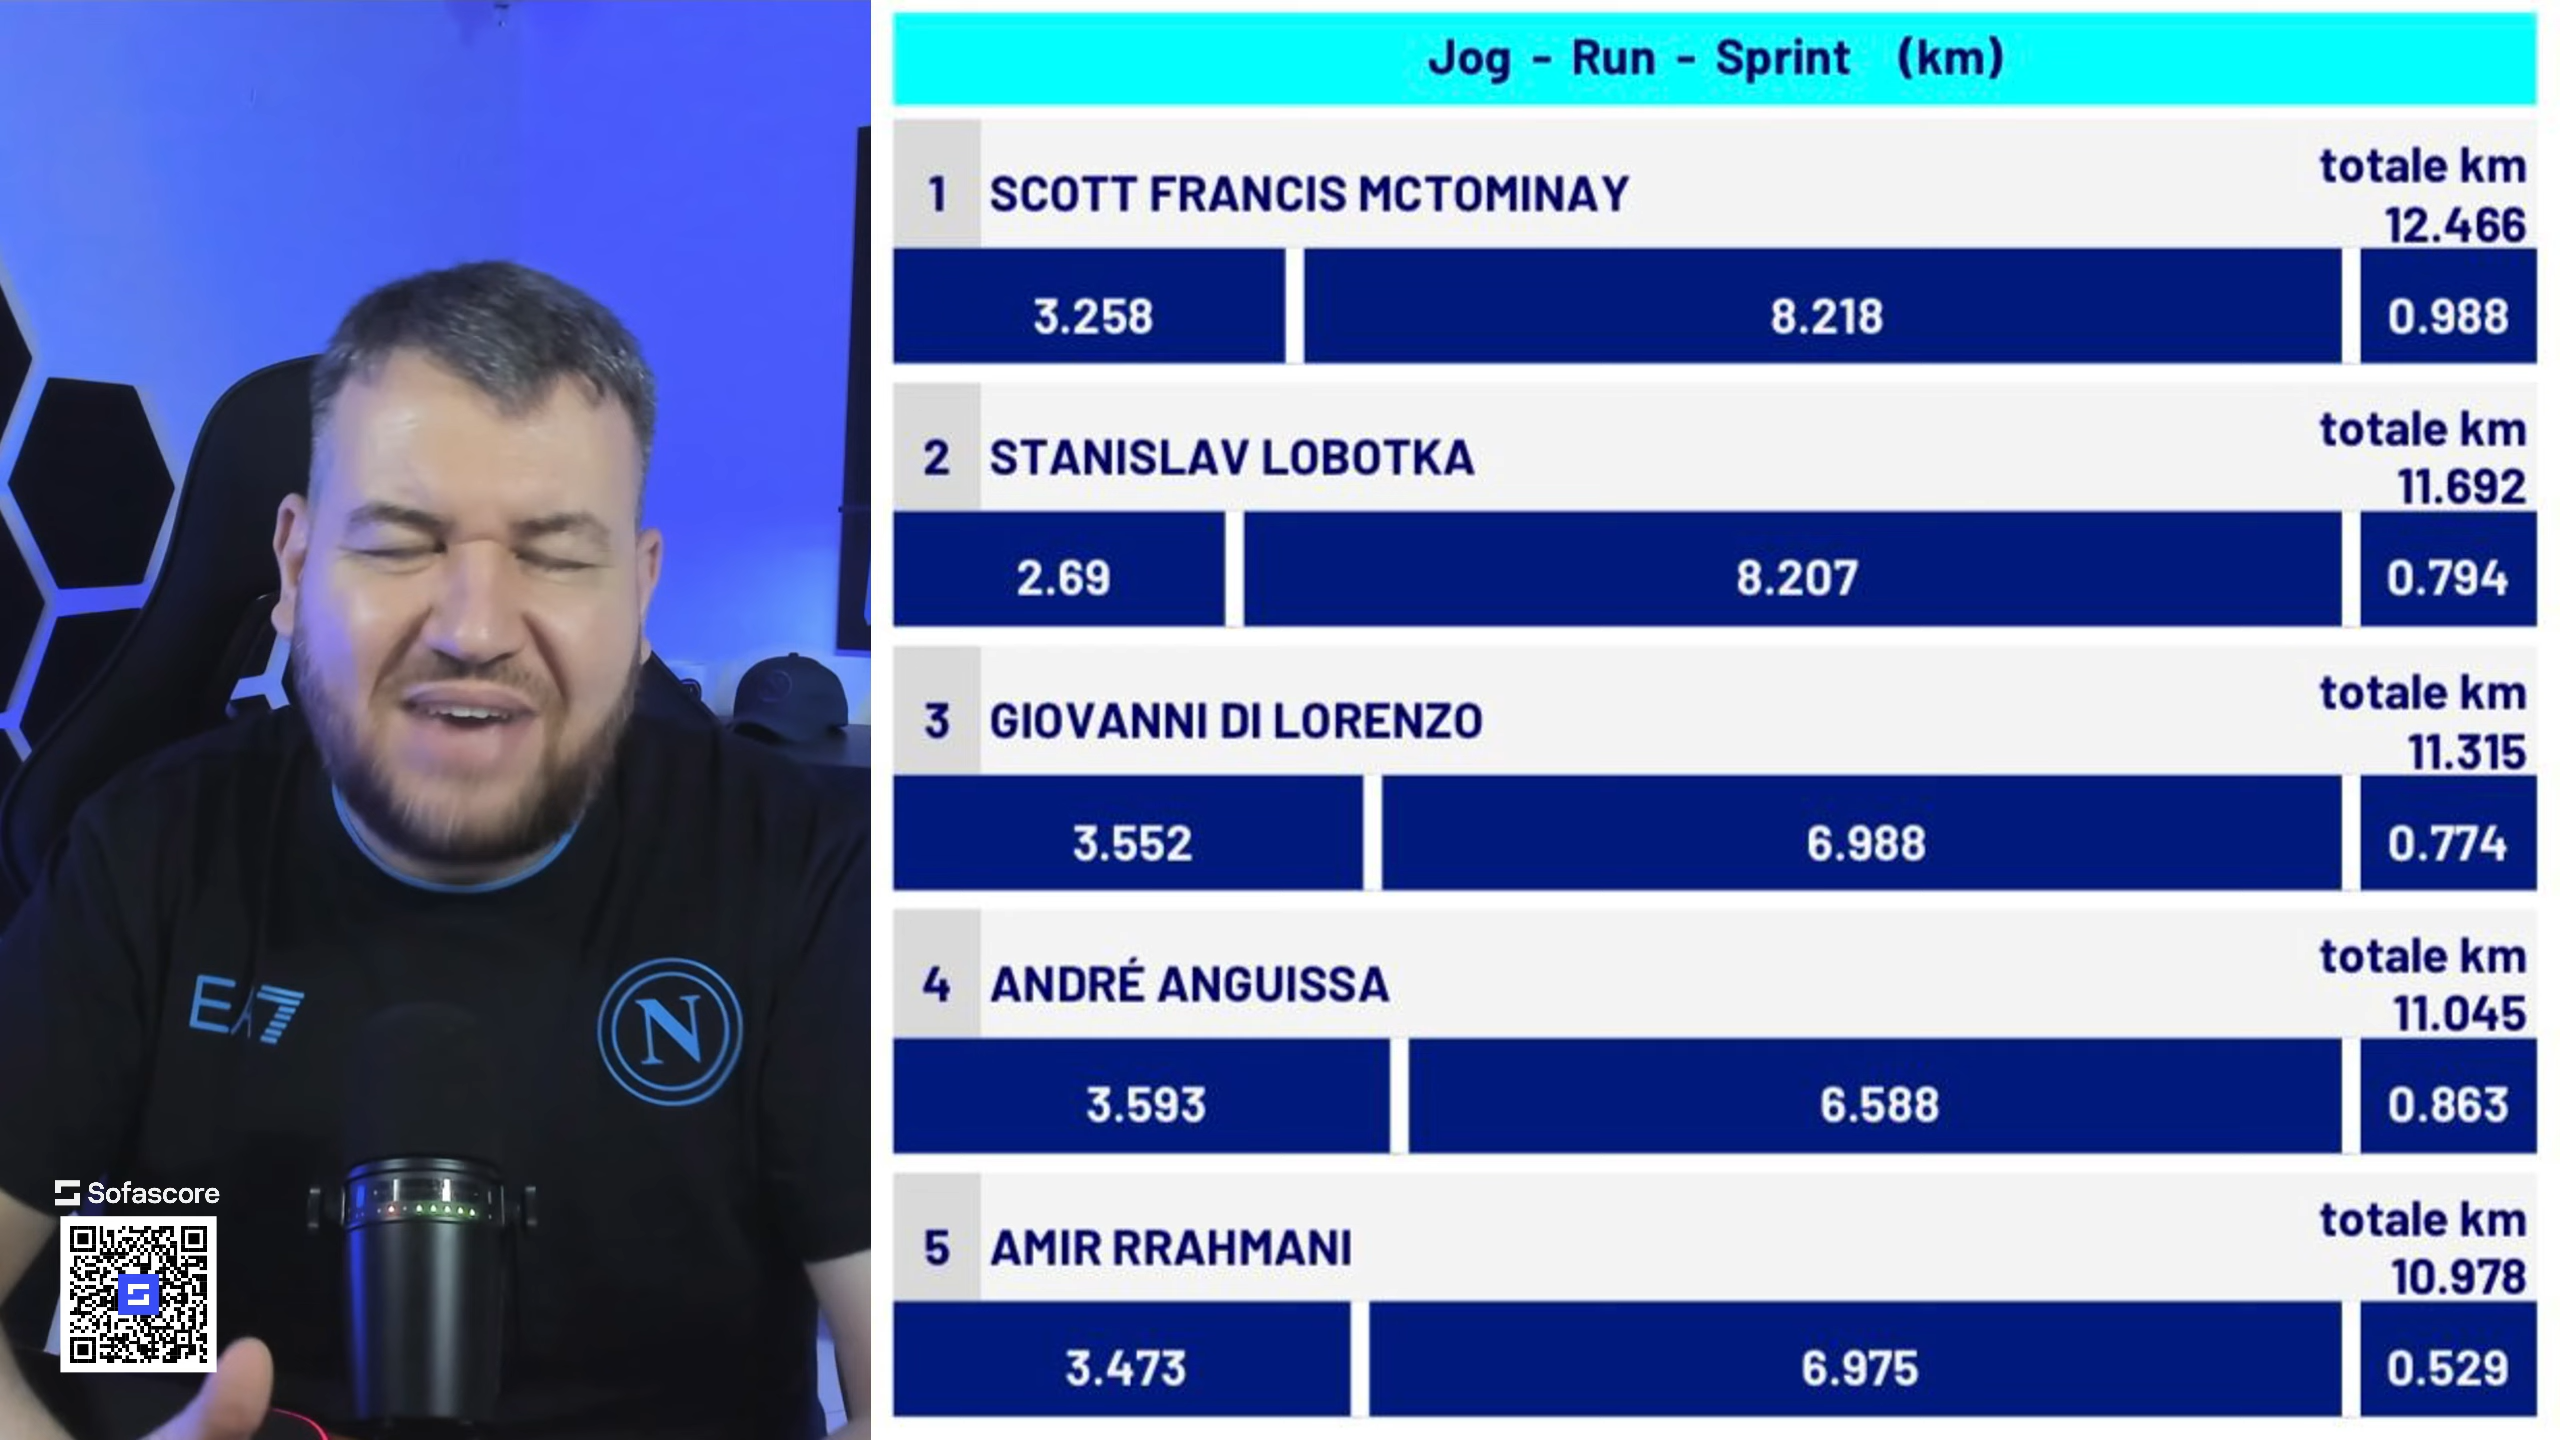 Jog - Run - Sprint (km)
1 SCOTT FRANCIS MCTOMINAY
totale km
12.466
3.258 8.218 0.988
2 STANISLAV LOBOTKA
totale km
11.692
2.69 8.207 0.794
3 GIOVANNI DI LORENZO
totale km
11.315
3.552 6.988 0.774
4 ANDRÉ ANGUISSA
totale km
11.045
3.593 6.588 0.863
5 AMIR RRAHMANI
totale km
10.978
3.473 6.975 0.529
EA7
N
Sofascore